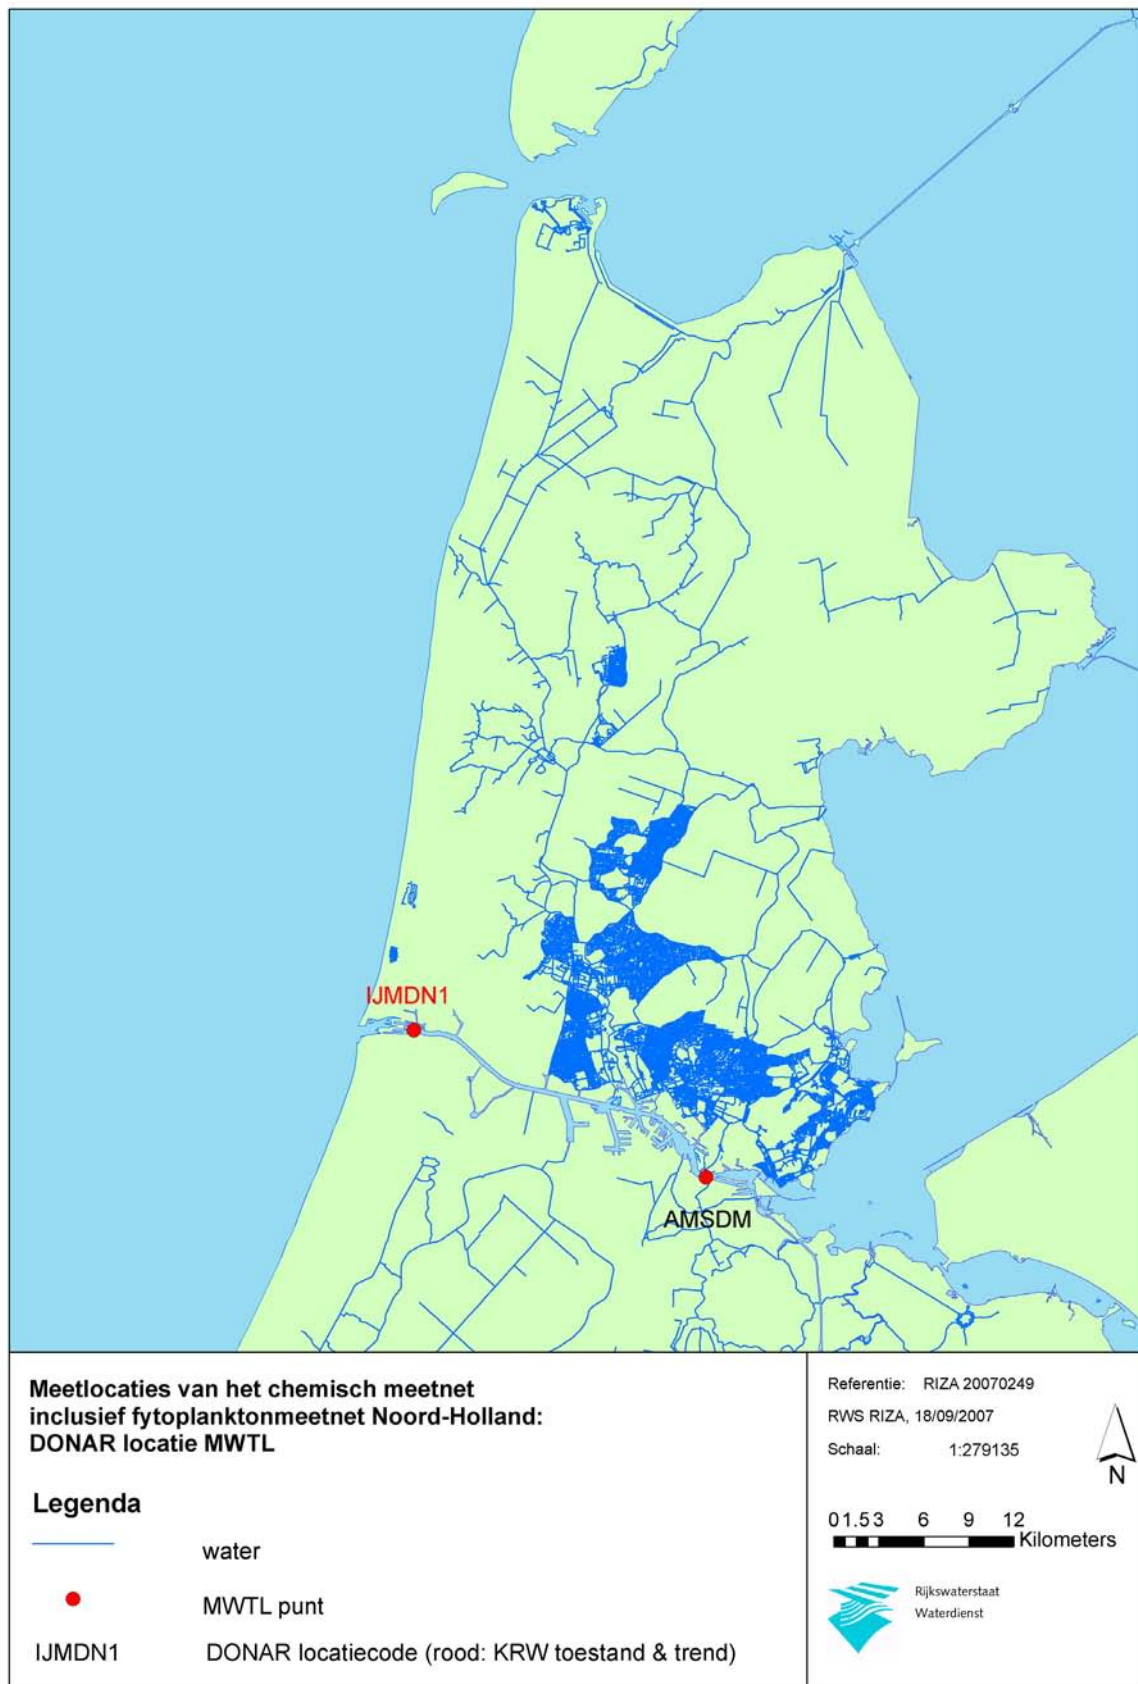 IJMDN1
AMSDM
Meetlocaties van het chemisch meetnet
inclusief fytoplanktonmeetnet Noord-Holland:
DONAR locatie MWTL
Legenda
water
MWTL punt
IJMDN1 DONAR locatiecode (rood: KRW toestand & trend)
Referentie: RIZA 20070249
RWS RIZA, 18/09/2007
Schaal: 1:279135
N
0 1.5 3 6 9 12
Kilometers
Rijkswaterstaat
Waterdienst